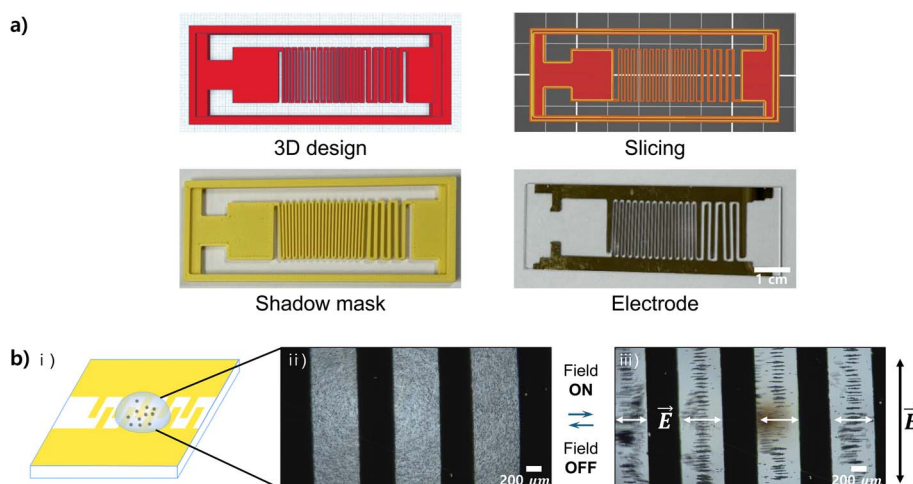 a)
3D design
Slicing
Shadow mask
1 cm
Electrode
b)
i)
ii)
200 μm
Field
ON
Field
OFF
iii)
E
200 μm
E